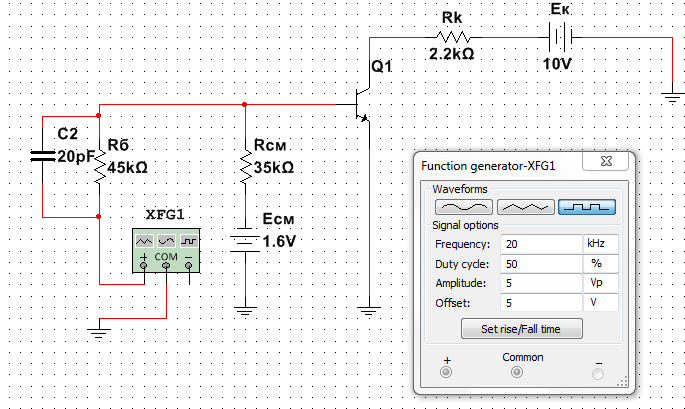 Rk
2.2kΩ
Eк
10V
Q1
C2
20pF
Rб
45kΩ
Rсм
35kΩ
Eсм
1.6V
XFG1
+ COM −
Function generator-XFG1
Waveforms
Signal options
Frequency: 20 kHz
Duty cycle: 50 %
Amplitude: 5 Vp
Offset: 5 V
Set rise/Fall time
+ Common −